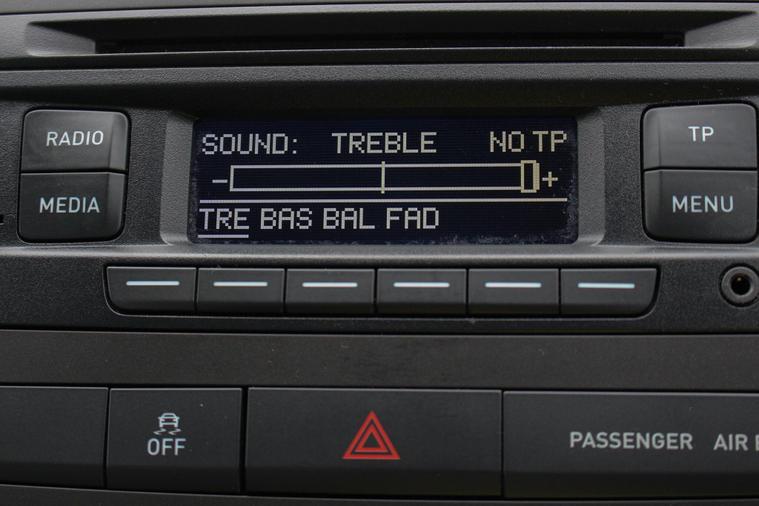 RADIO
MEDIA
SOUND: TREBLE NO TP
- +
TRE BAS BAL FAD
TP
MENU
OFF
PASSENGER AIR